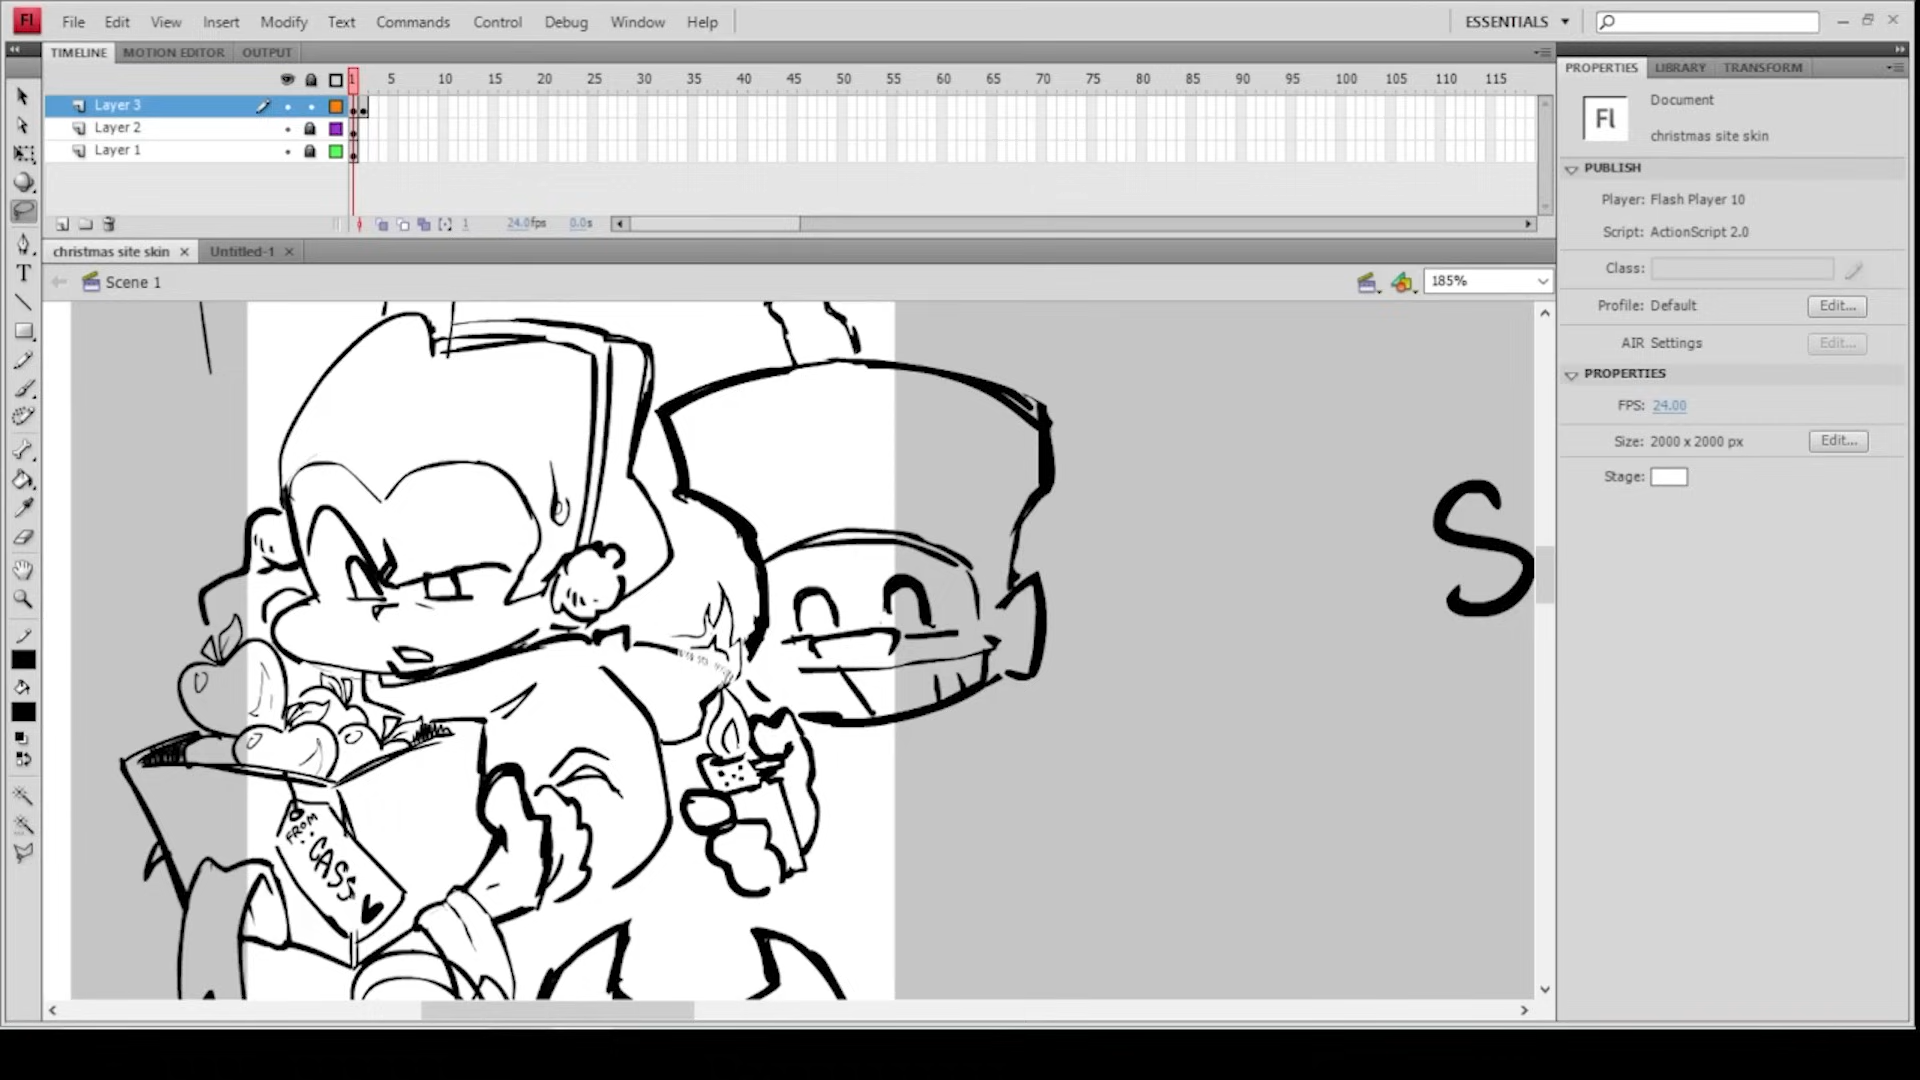 Fl File Edit View Insert Modify Text Commands Control Debug Window Help ESSENTIALS
TIMELINE MOTION EDITOR OUTPUT
1 5 10 15 20 25 30 35 40 45 50 55 60 65 70 75 80 85 90 95 100 105 110 115
Layer 3
Layer 2
Layer 1
1 24.0fps 0.0s
christmas site skin Untitled-1
Scene 1 185%
FROM:
CASS
S
PROPERTIES LIBRARY TRANSFORM
Fl Document
christmas site skin
PUBLISH
Player: Flash Player 10
Script: ActionScript 2.0
Class:
Profile: Default Edit...
AIR Settings Edit...
PROPERTIES
FPS: 24.00
Size: 2000 x 2000 px Edit...
Stage:
T